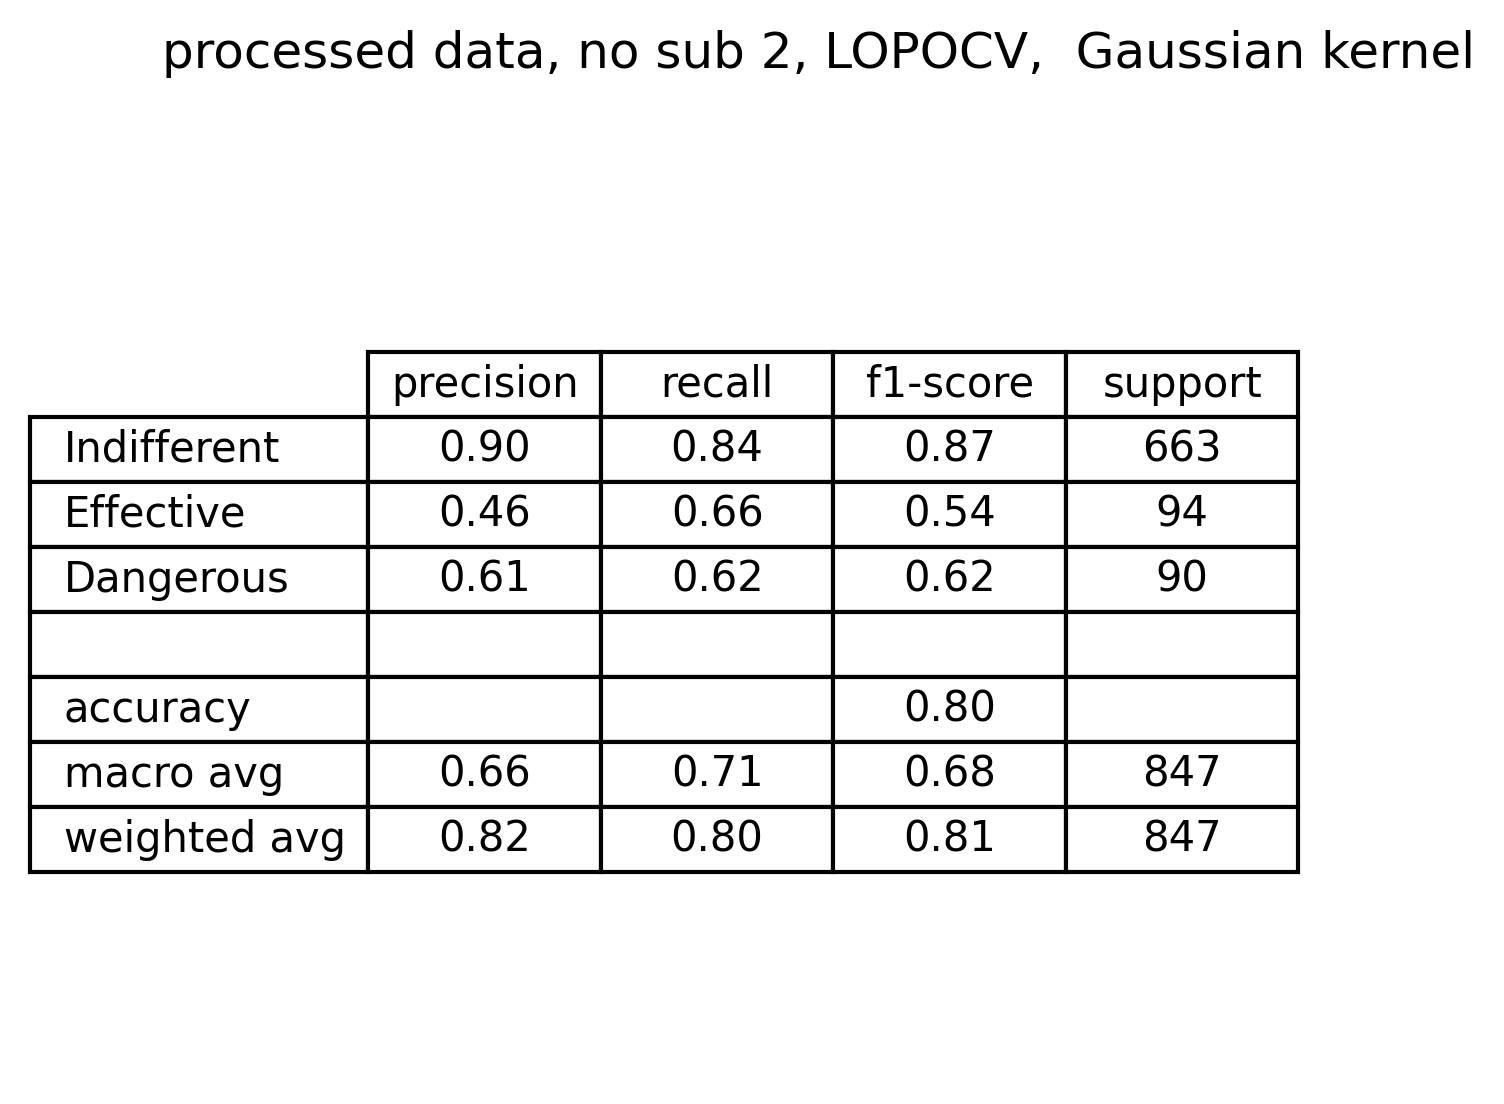 processed data, no sub 2, LOPOCV,  Gaussian kernel
precision recall f1-score support
Indifferent 0.90 0.84 0.87 663
Effective 0.46 0.66 0.54 94
Dangerous 0.61 0.62 0.62 90
accuracy 0.80
macro avg 0.66 0.71 0.68 847
weighted avg 0.82 0.80 0.81 847